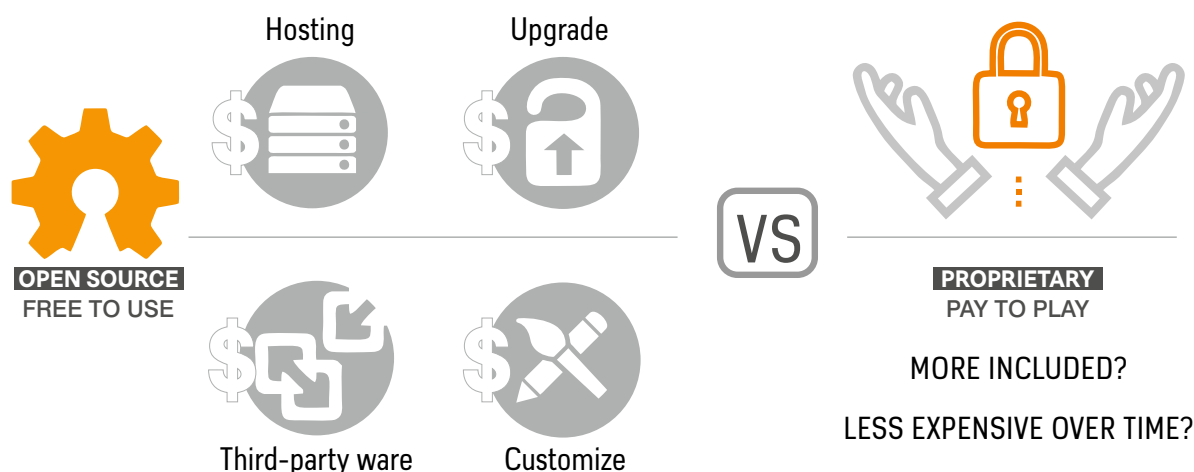 Hosting
Upgrade
$
$
OPEN SOURCE
FREE TO USE
$
$
Third-party ware
Customize
VS
PROPRIETARY
PAY TO PLAY
MORE INCLUDED?
LESS EXPENSIVE OVER TIME?